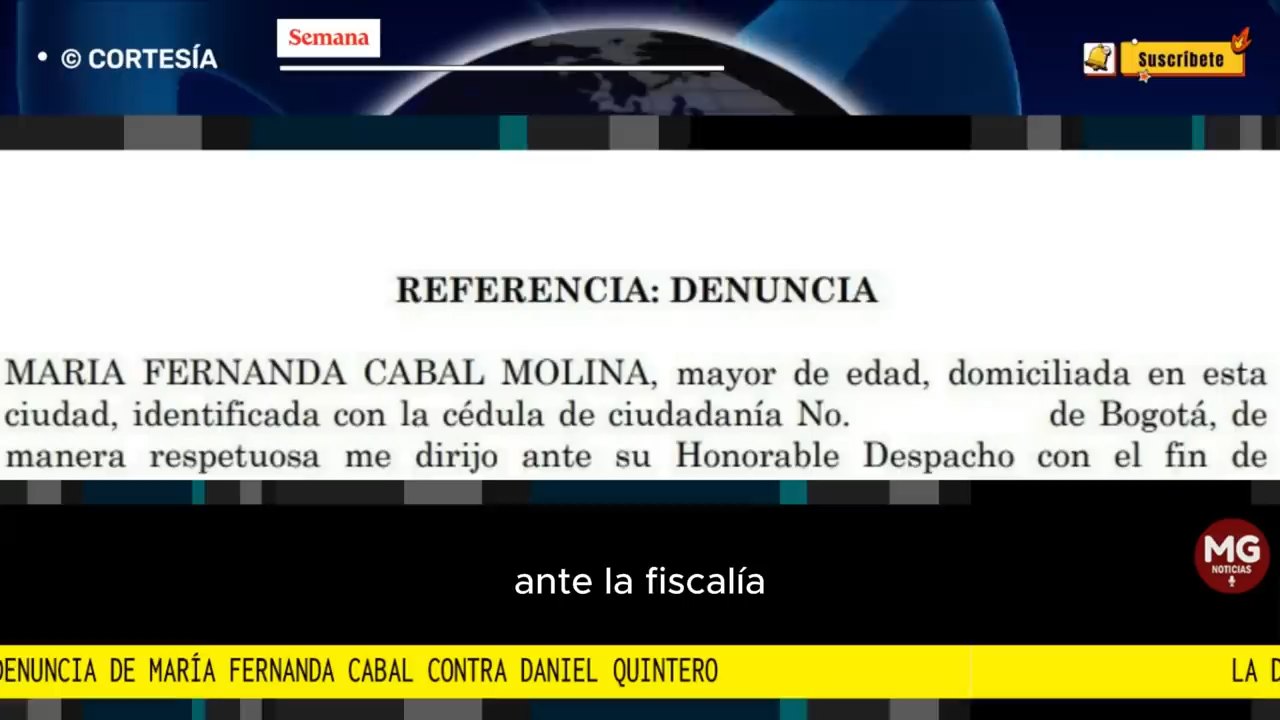 • © CORTESÍA
Semana
Suscríbete
REFERENCIA: DENUNCIA
MARIA FERNANDA CABAL MOLINA, mayor de edad, domiciliada en esta
ciudad, identificada con la cédula de ciudadanía No. de Bogotá, de
manera respetuosa me dirijo ante su Honorable Despacho con el fin de
MG
NOTICIAS
ante la fiscalía
DENUNCIA DE MARÍA FERNANDA CABAL CONTRA DANIEL QUINTERO
LA D